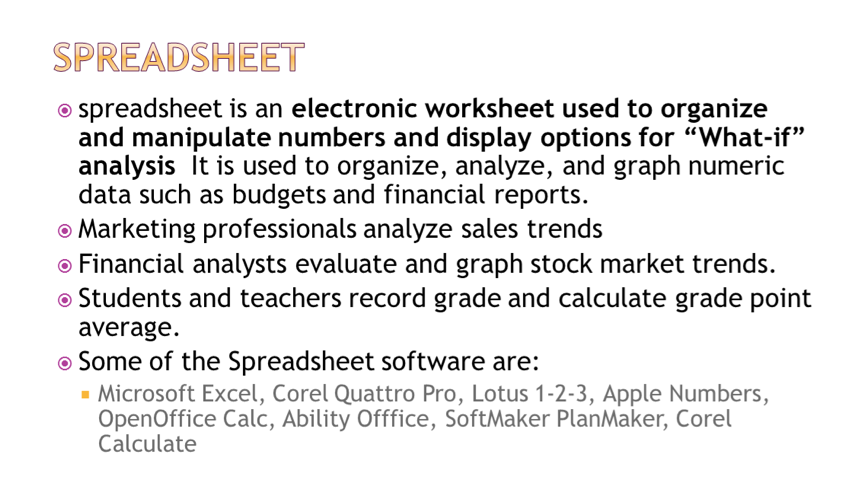 SPREADSHEET
spreadsheet is an electronic worksheet used to organize
and manipulate numbers and display options for “What-if”
analysis It is used to organize, analyze, and graph numeric
data such as budgets and financial reports.
Marketing professionals analyze sales trends
Financial analysts evaluate and graph stock market trends.
Students and teachers record grade and calculate grade point
average.
Some of the Spreadsheet software are:
Microsoft Excel, Corel Quattro Pro, Lotus 1-2-3, Apple Numbers,
OpenOffice Calc, Ability Offfice, SoftMaker PlanMaker, Corel
Calculate